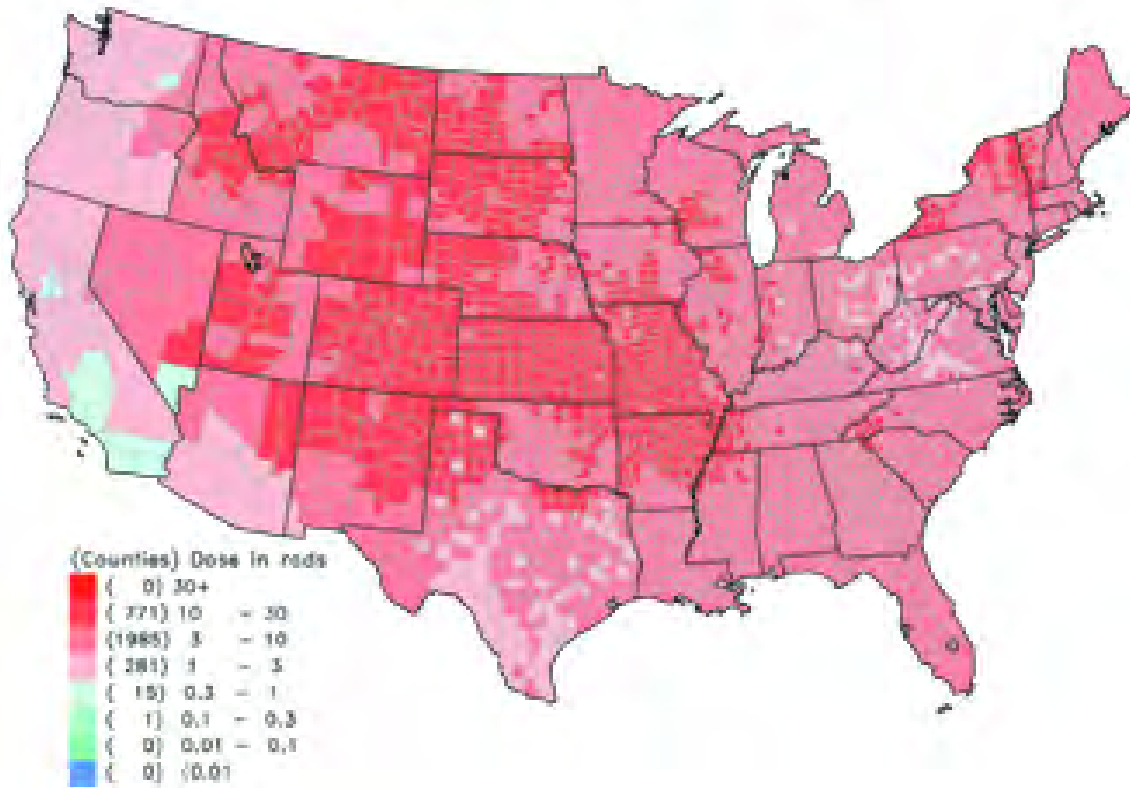 (Counties) Dose in rads
( 0) 30+
( 771) 10 - 30
(1985) 3 - 10
( 281) 1 - 3
( 15) 0.3 - 1
( 1) 0.1 - 0.3
( 0) 0.01 - 0.1
( 0) <0.01